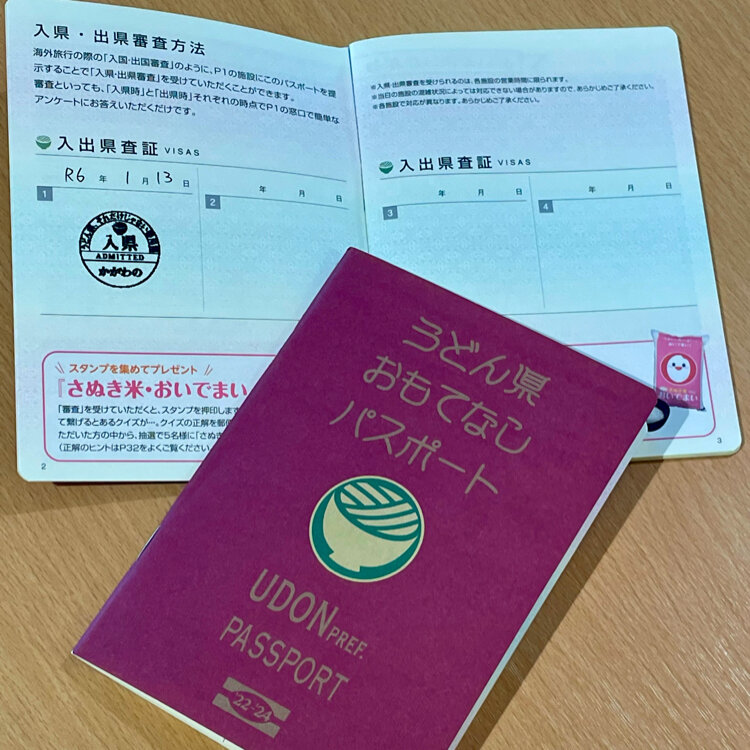 入県・出県審査方法
海外旅行の際の「入国・出国審査」のように、P1の施設にこのパスポートを提
示することで「入県・出県審査」を受けていただくことができます。
審査といっても、「入県時」と「出県時」それぞれの時点でP1の窓口で簡単な
アンケートにお答えいただくだけです。
入出県査証 VISAS
R6 年 1月 13日
1
入県
ADMITTED
かがわの
年 月 日
2
スタンプを集めてプレゼント
『さぬき米・おいでまい
「審査」を受けていただくと、スタンプを押印します
て繋げるとあるクイズが…。クイズの正解を郵便
ただいた方の中から、抽選で5名様に「さぬき
(正解のヒントはP32をよくご覧ください
2
※入県・出県審査を受けられるのは、各施設の営業時間に限られます。
※当日の施設の混雑状況によっては対応できない場合がありますので、あらかじめご了承ください。
※各施設で対応が異なります。あらかじめご了承ください。
入出県査証 VISAS
年 月 日
3
年 月 日
4
おいでまい
3
うどん県
おもてなし
パスポート
UDON PREF.
PASSPORT
'22-'24